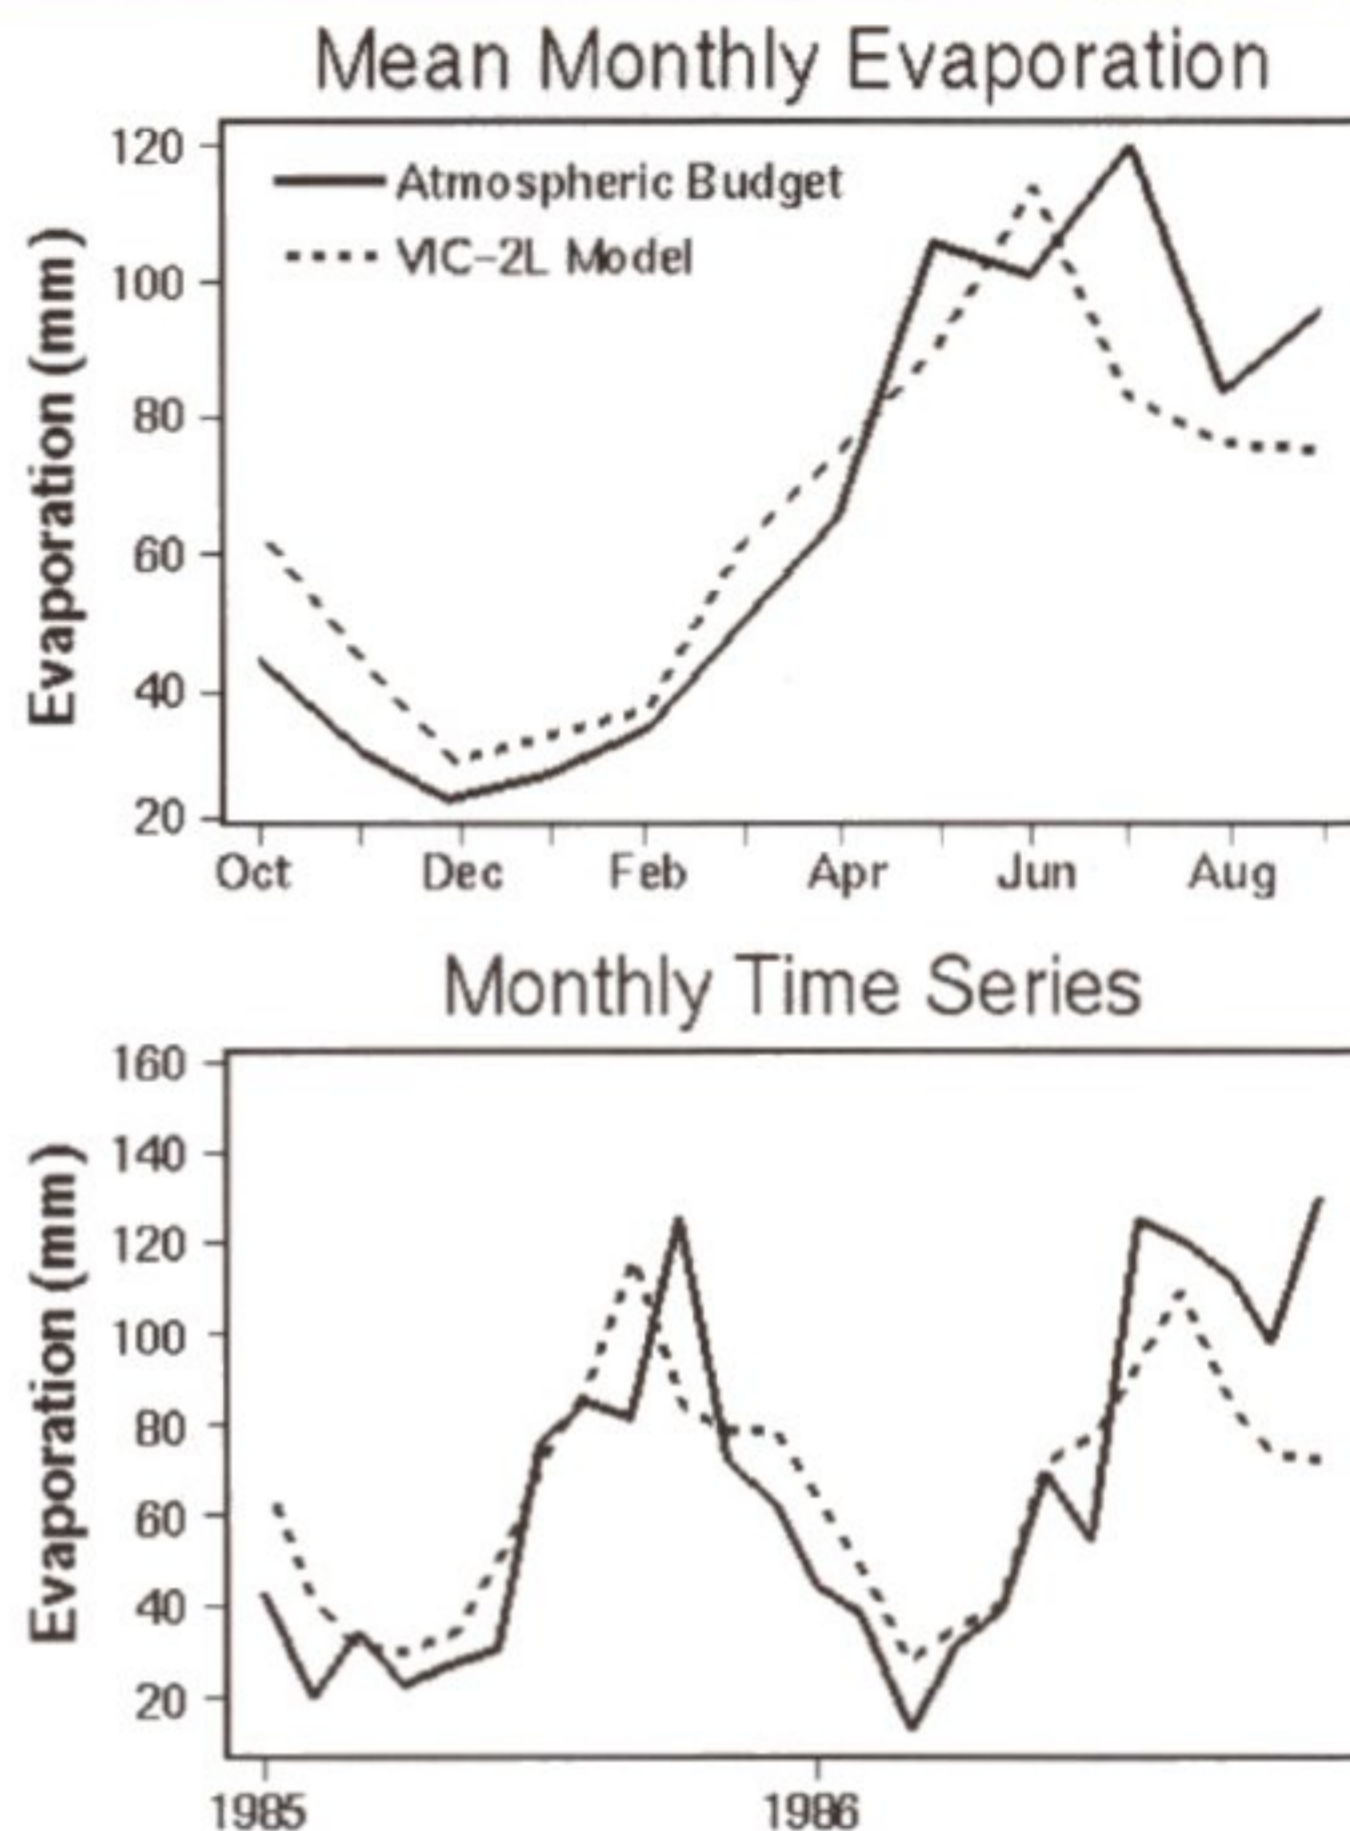 Mean Monthly Evaporation
120
100
80
60
40
20
Evaporation (mm)
Atmospheric Budget
VIC-2L Model
Oct Dec Feb Apr Jun Aug
Monthly Time Series
160
140
120
100
80
60
40
20
Evaporation (mm)
1985 1986